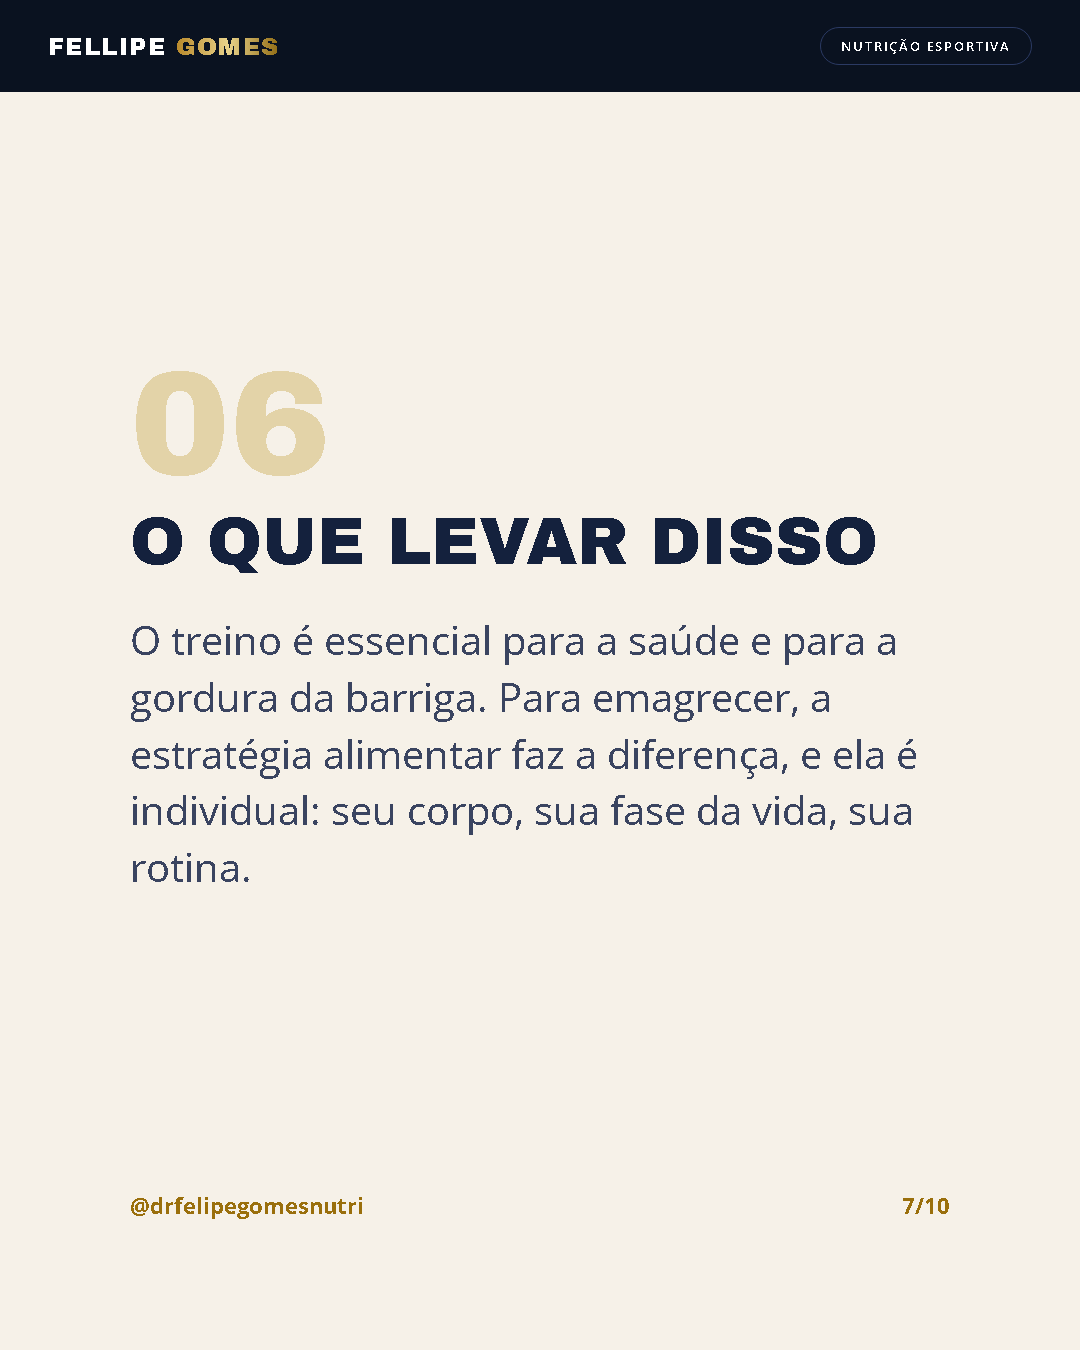 FELLIPE GOMES
NUTRIÇÃO ESPORTIVA
06
O QUE LEVAR DISSO
O treino é essencial para a saúde e para a
gordura da barriga. Para emagrecer, a
estratégia alimentar faz a diferença, e ela é
individual: seu corpo, sua fase da vida, sua
rotina.
@drfelipegomesnutri
7/10